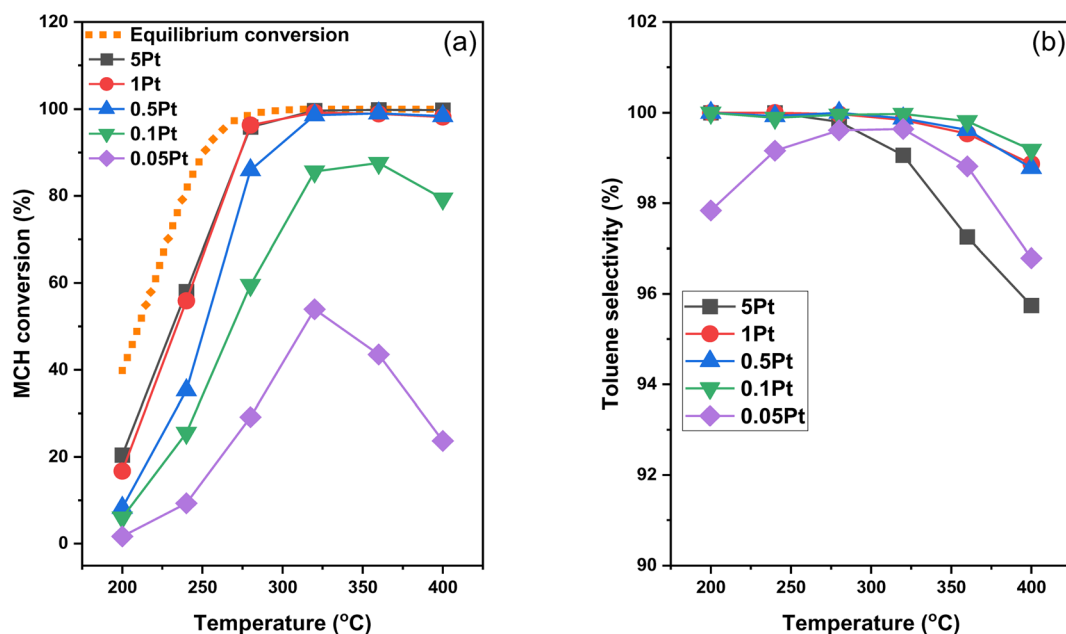 (a)
Equilibrium conversion
5Pt
1Pt
0.5Pt
0.1Pt
0.05Pt
MCH conversion (%)
120
100
80
60
40
20
0
200 250 300 350 400
Temperature (°C)
(b)
Toluene selectivity (%)
102
100
98
96
94
92
90
5Pt
1Pt
0.5Pt
0.1Pt
0.05Pt
200 250 300 350 400
Temperature (°C)